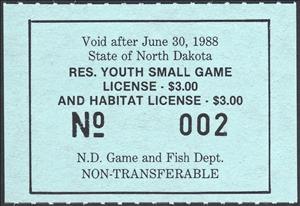 Void after June 30, 1988
State of North Dakota
RES. YOUTH SMALL GAME
LICENSE - $3.00
AND HABITAT LICENSE - $3.00
Nº 002
N.D. Game and Fish Dept.
NON-TRANSFERABLE